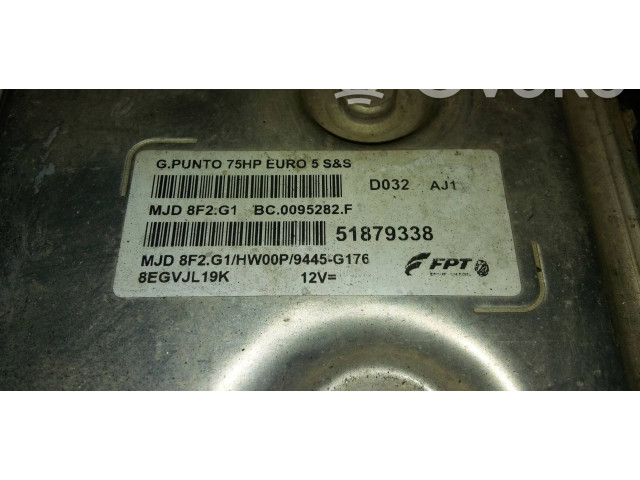 G.PUNTO 75HP EURO 5 S&S
D032 AJ1
MJD 8F2.G1 BC.0095282.F
51879338
MJD 8F2.G1/HW00P/9445-G176
8EGVJL19K 12V=
FPT